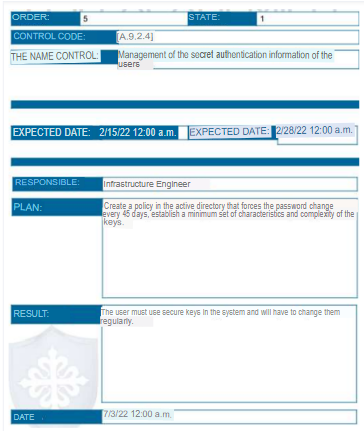 ORDER: 5 STATE: 1
CONTROL CODE: [A.9.2.4]
THE NAME CONTROL: Management of the secret authentication information of the
users
EXPECTED DATE: 2/15/22 12:00 a.m. EXPECTED DATE: 2/28/22 12:00 a.m.
RESPONSIBLE: Infrastructure Engineer
PLAN: Create a policy in the active directory that forces the password change
every 45 days, establish a minimum set of characteristics and complexity of the
keys.
RESULT: The user must use secure keys in the system and will have to change them
regularly.
DATE 7/3/22 12:00 a.m.